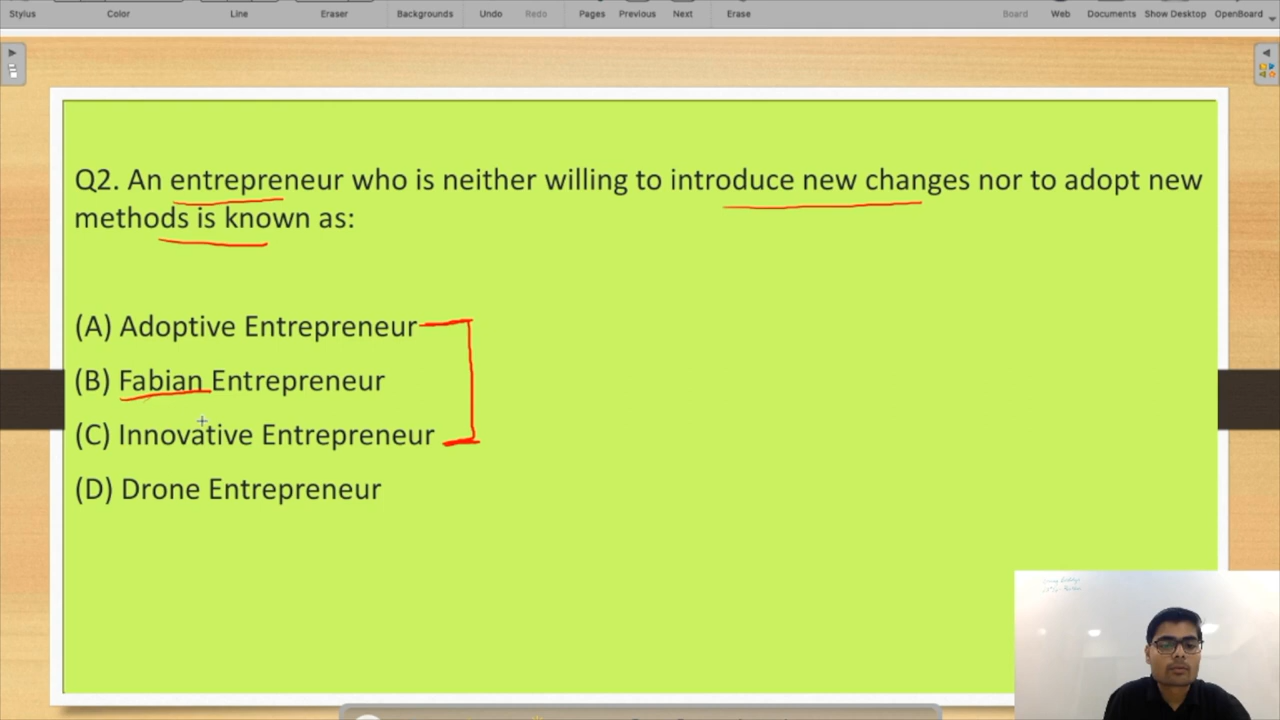 Stylus Color Line Eraser Backgrounds Undo Redo Pages Previous Next Erase Board Web Documents Show Desktop OpenBoard
Q2. An entrepreneur who is neither willing to introduce new changes nor to adopt new
methods is known as:
(A) Adoptive Entrepreneur
(B) Fabian Entrepreneur
(C) Innovative Entrepreneur
(D) Drone Entrepreneur